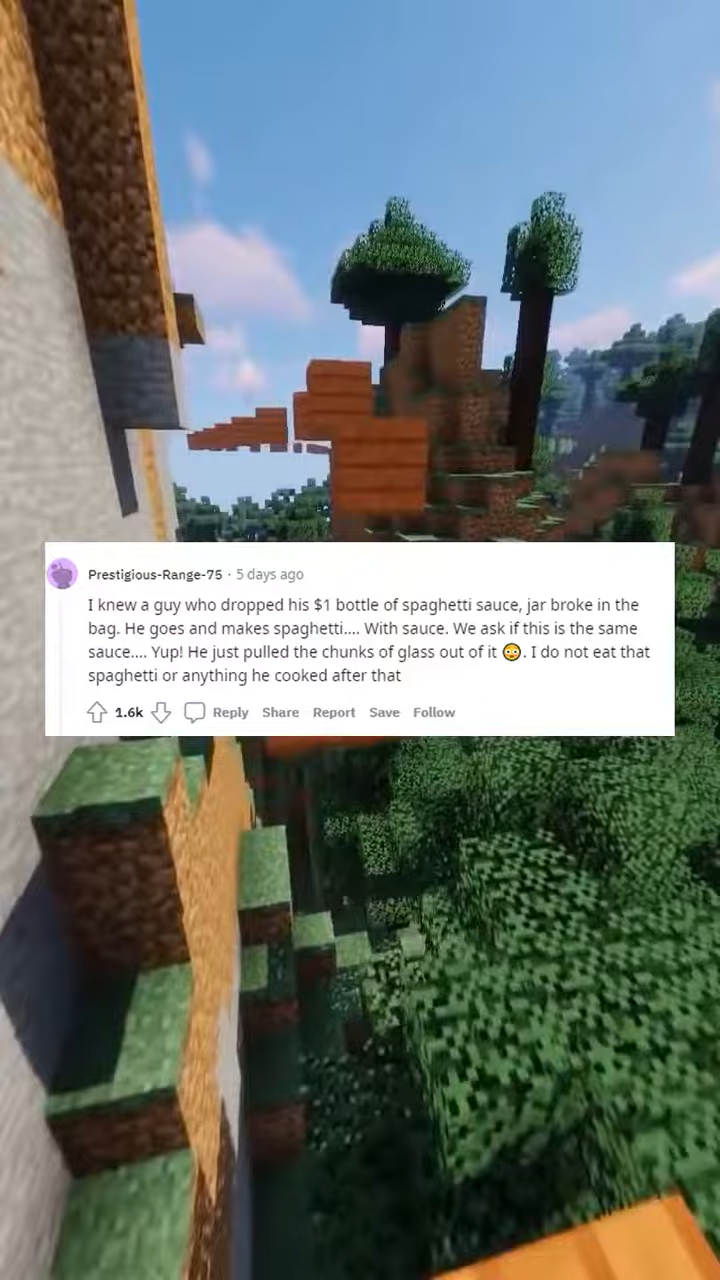 Prestigious-Range-75 · 5 days ago
I knew a guy who dropped his $1 bottle of spaghetti sauce, jar broke in the
bag. He goes and makes spaghetti.... With sauce. We ask if this is the same
sauce.... Yup! He just pulled the chunks of glass out of it 😳. I do not eat that
spaghetti or anything he cooked after that
1.6k Reply Share Report Save Follow